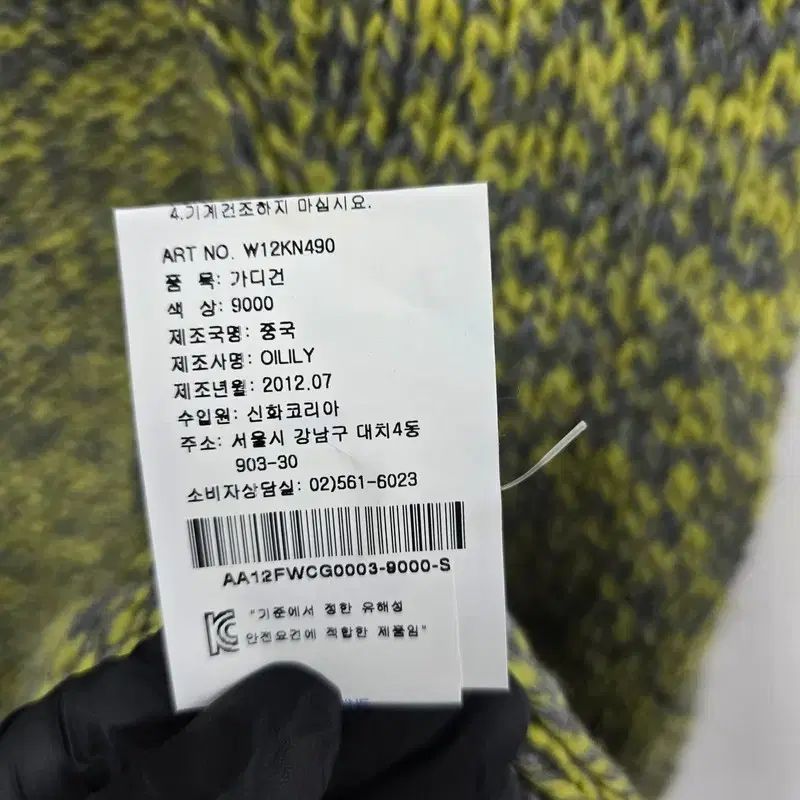 4.기계건조하지 마십시요.
ART NO. W12KN490
품 목: 가디건
색 상: 9000
제조국명: 중국
제조사명: OILILY
제조년월: 2012.07
수입원: 신화코리아
주소: 서울시 강남구 대치4동
903-30
소비자상담실: 02)561-6023
AA12FWCG0003-9000-S
KC "기준에서 정한 유해성
안전요건에 적합한 제품임"